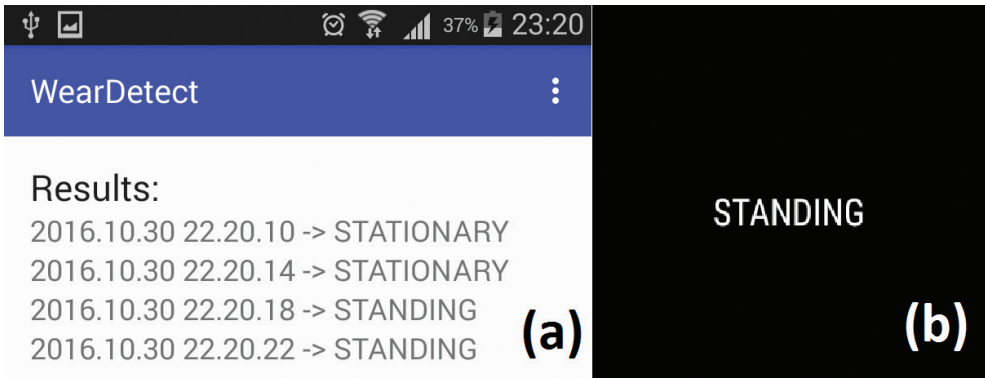 37% 23:20
WearDetect
Results:
2016.10.30 22.20.10 -> STATIONARY
2016.10.30 22.20.14 -> STATIONARY
2016.10.30 22.20.18 -> STANDING
2016.10.30 22.20.22 -> STANDING
(a)
STANDING
(b)